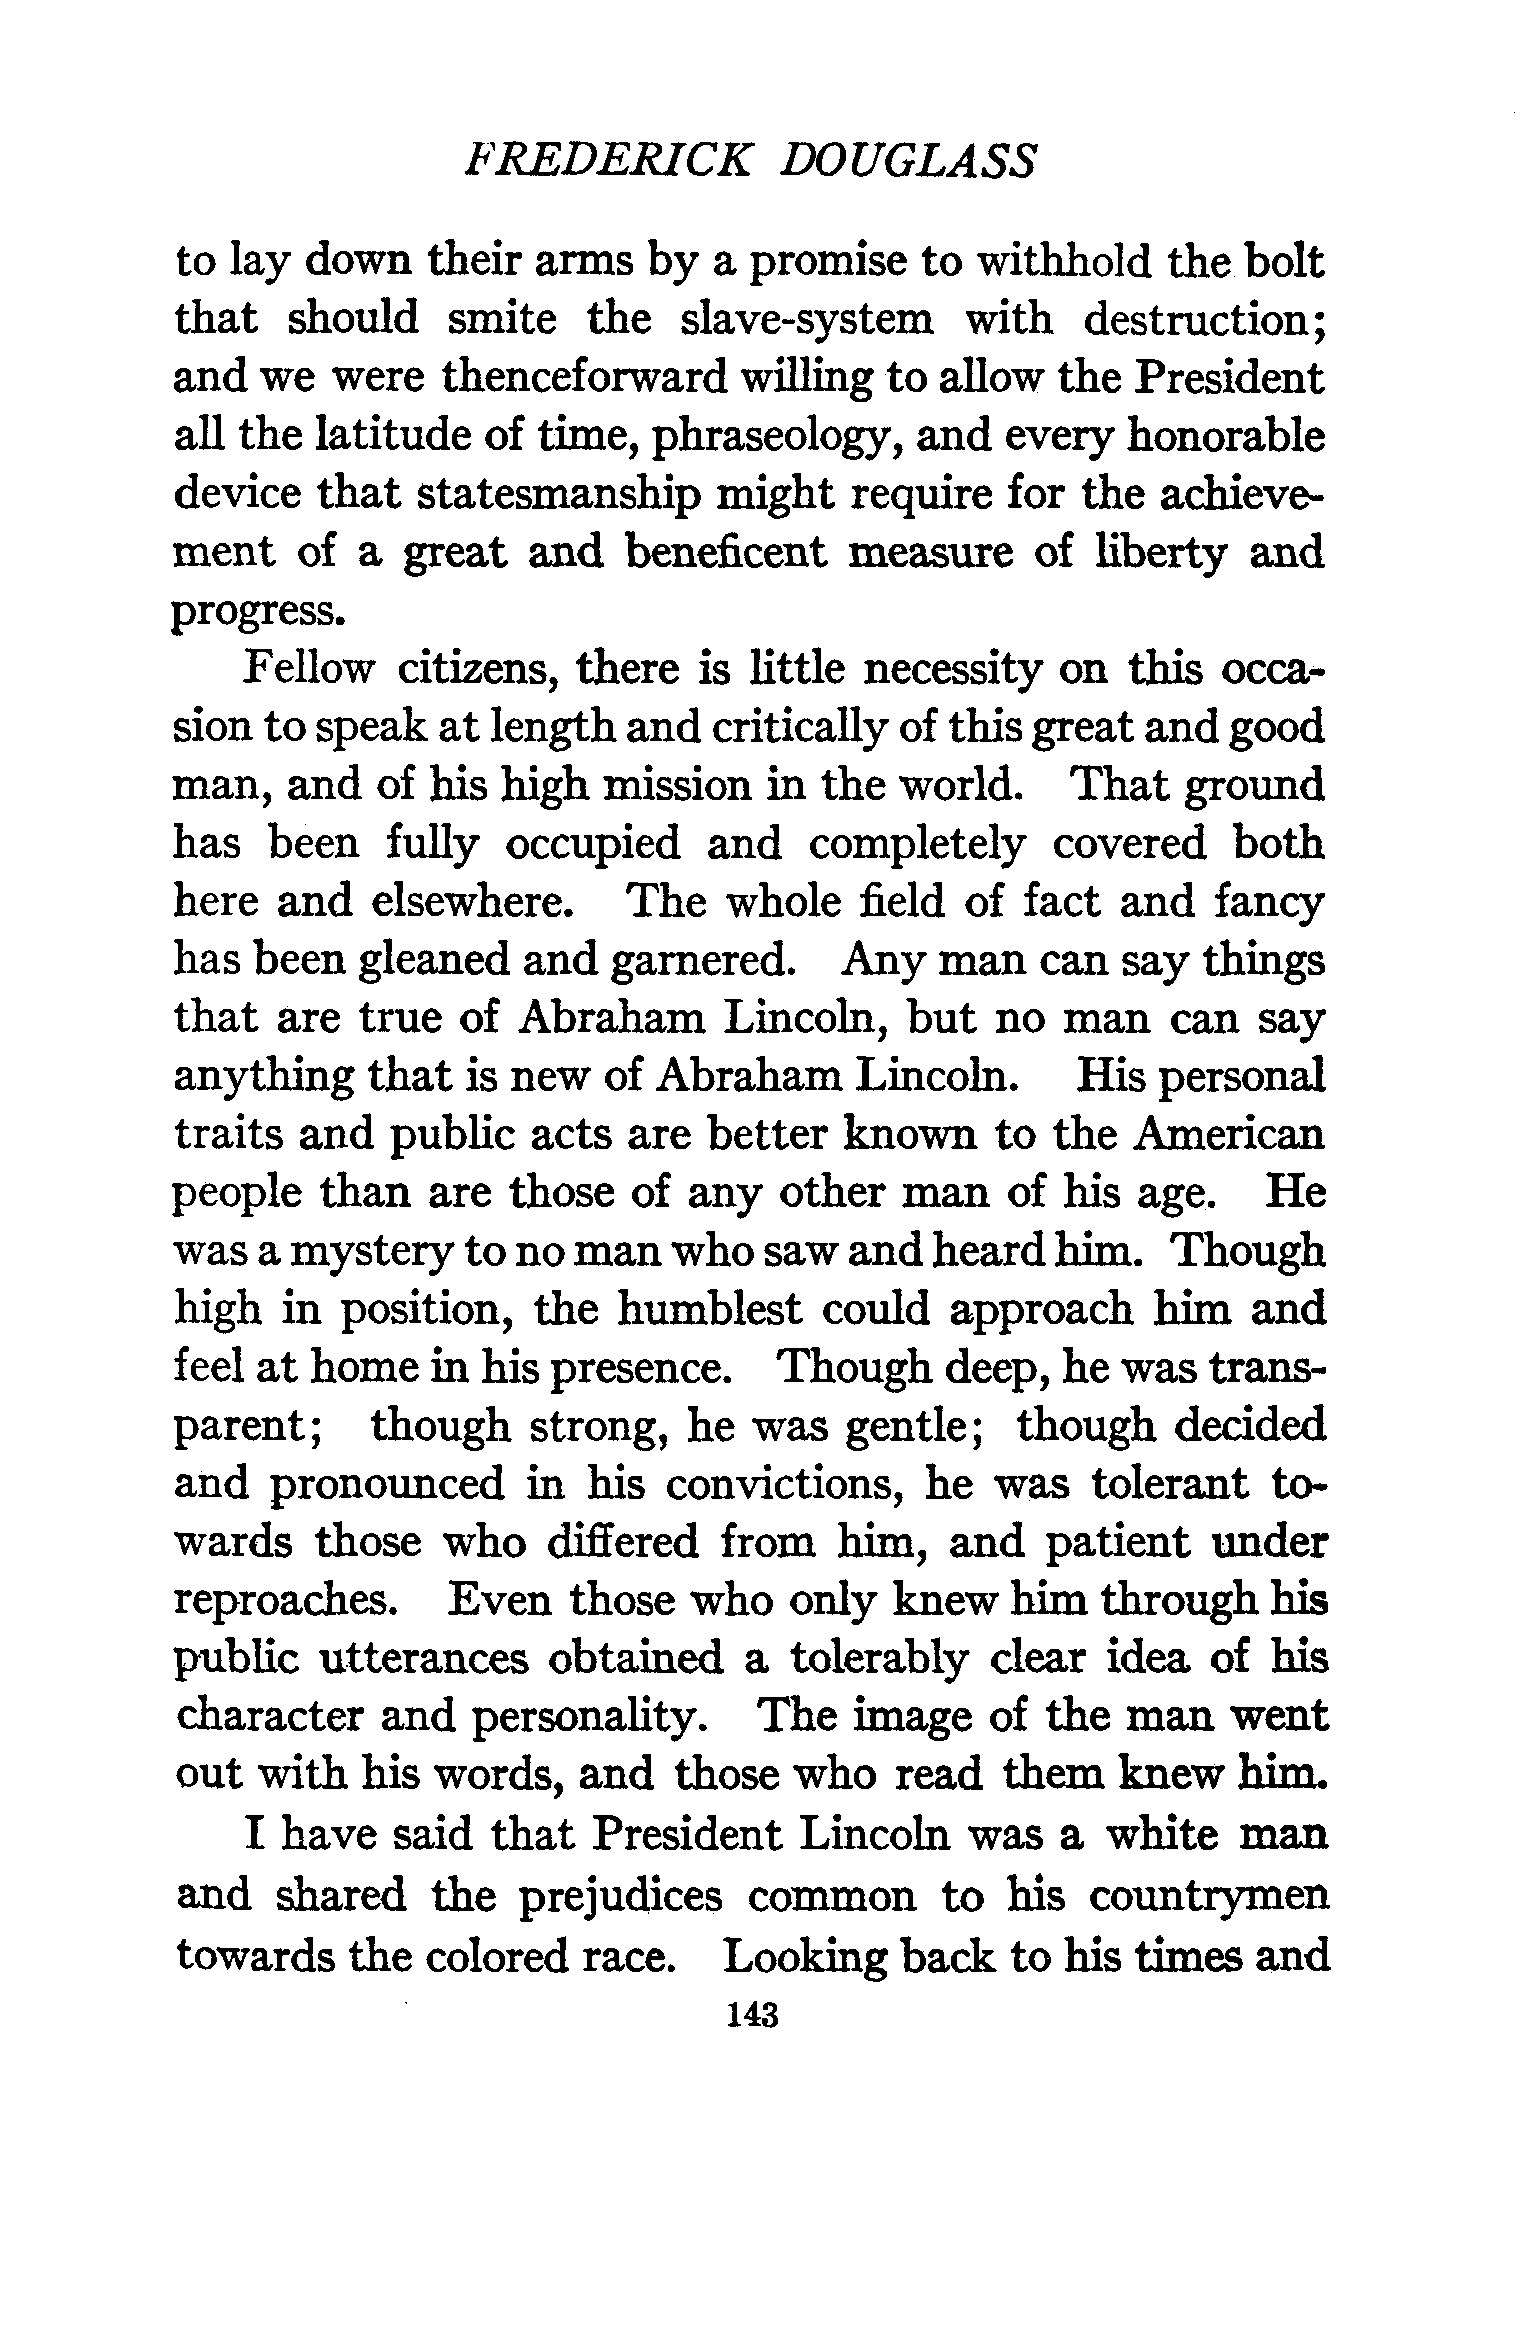 FREDERICK DOUGLASS
to lay down their arms by a promise to withhold the bolt
that should smite the slave-system with destruction;
and we were thenceforward willing to allow the President
all the latitude of time, phraseology, and every honorable
device that statesmanship might require for the achieve-
ment of a great and beneficent measure of liberty and
progress.
Fellow citizens, there is little necessity on this occa-
sion to speak at length and critically of this great and good
man, and of his high mission in the world. That ground
has been fully occupied and completely covered both
here and elsewhere. The whole field of fact and fancy
has been gleaned and garnered. Any man can say things
that are true of Abraham Lincoln, but no man can say
anything that is new of Abraham Lincoln. His personal
traits and public acts are better known to the American
people than are those of any other man of his age. He
was a mystery to no man who saw and heard him. Though
high in position, the humblest could approach him and
feel at home in his presence. Though deep, he was trans-
parent; though strong, he was gentle; though decided
and pronounced in his convictions, he was tolerant to-
wards those who differed from him, and patient under
reproaches. Even those who only knew him through his
public utterances obtained a tolerably clear idea of his
character and personality. The image of the man went
out with his words, and those who read them knew him.
I have said that President Lincoln was a white man
and shared the prejudices common to his countrymen
towards the colored race. Looking back to his times and
143